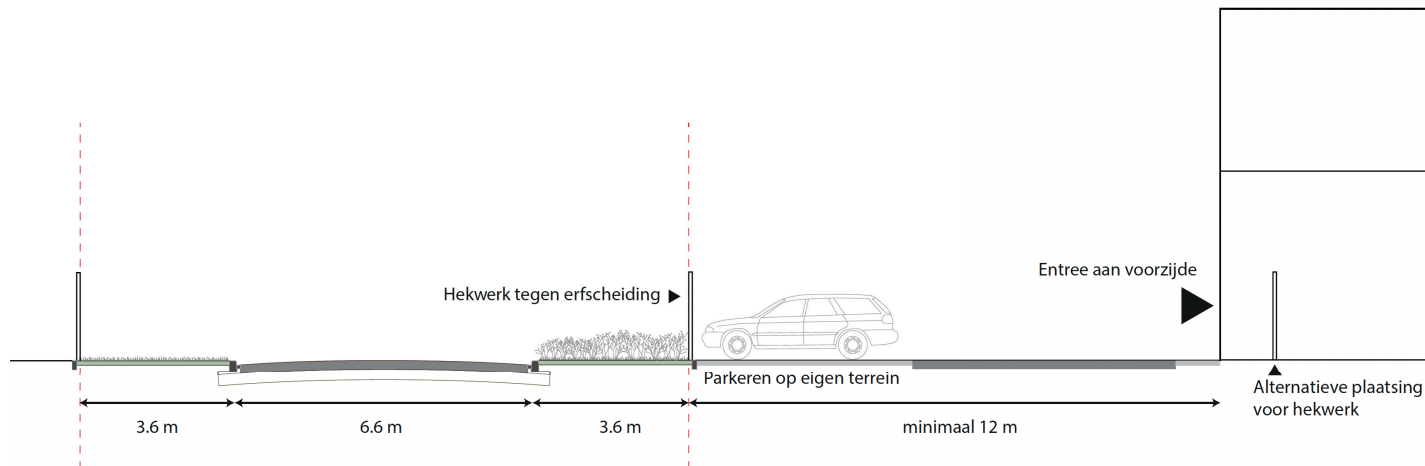 Entree aan voorzijde
Hekwerk tegen erfscheiding
Parkeren op eigen terrein
Alternatieve plaatsing
voor hekwerk
3.6 m
6.6 m
3.6 m
minimaal 12 m